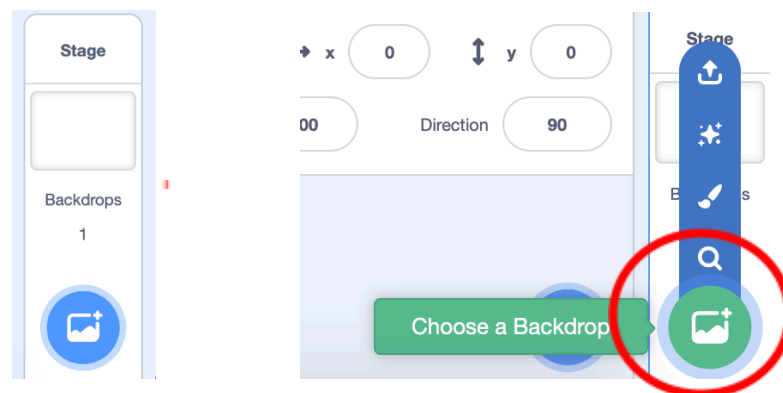 Stage
Backdrops
1
Stage
x 0 y 0
00 Direction 90
B s
Choose a Backdrop